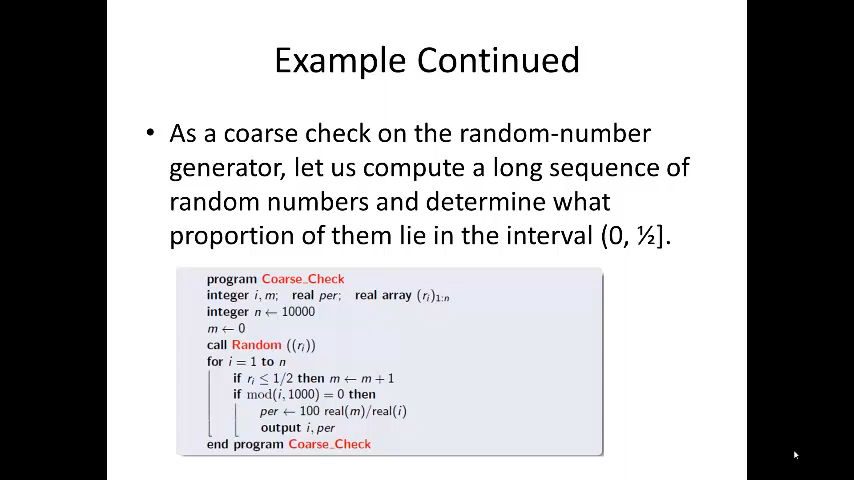 Example Continued
• As a coarse check on the random-number
generator, let us compute a long sequence of
random numbers and determine what
proportion of them lie in the interval (0, ½].
program Coarse_Check
integer i, m; real per; real array (rᵢ)₁:ₙ
integer n ← 10000
m ← 0
call Random ((rᵢ))
for i = 1 to n
if rᵢ ≤ 1/2 then m ← m + 1
if mod(i, 1000) = 0 then
per ← 100 real(m)/real(i)
output i, per
end program Coarse_Check